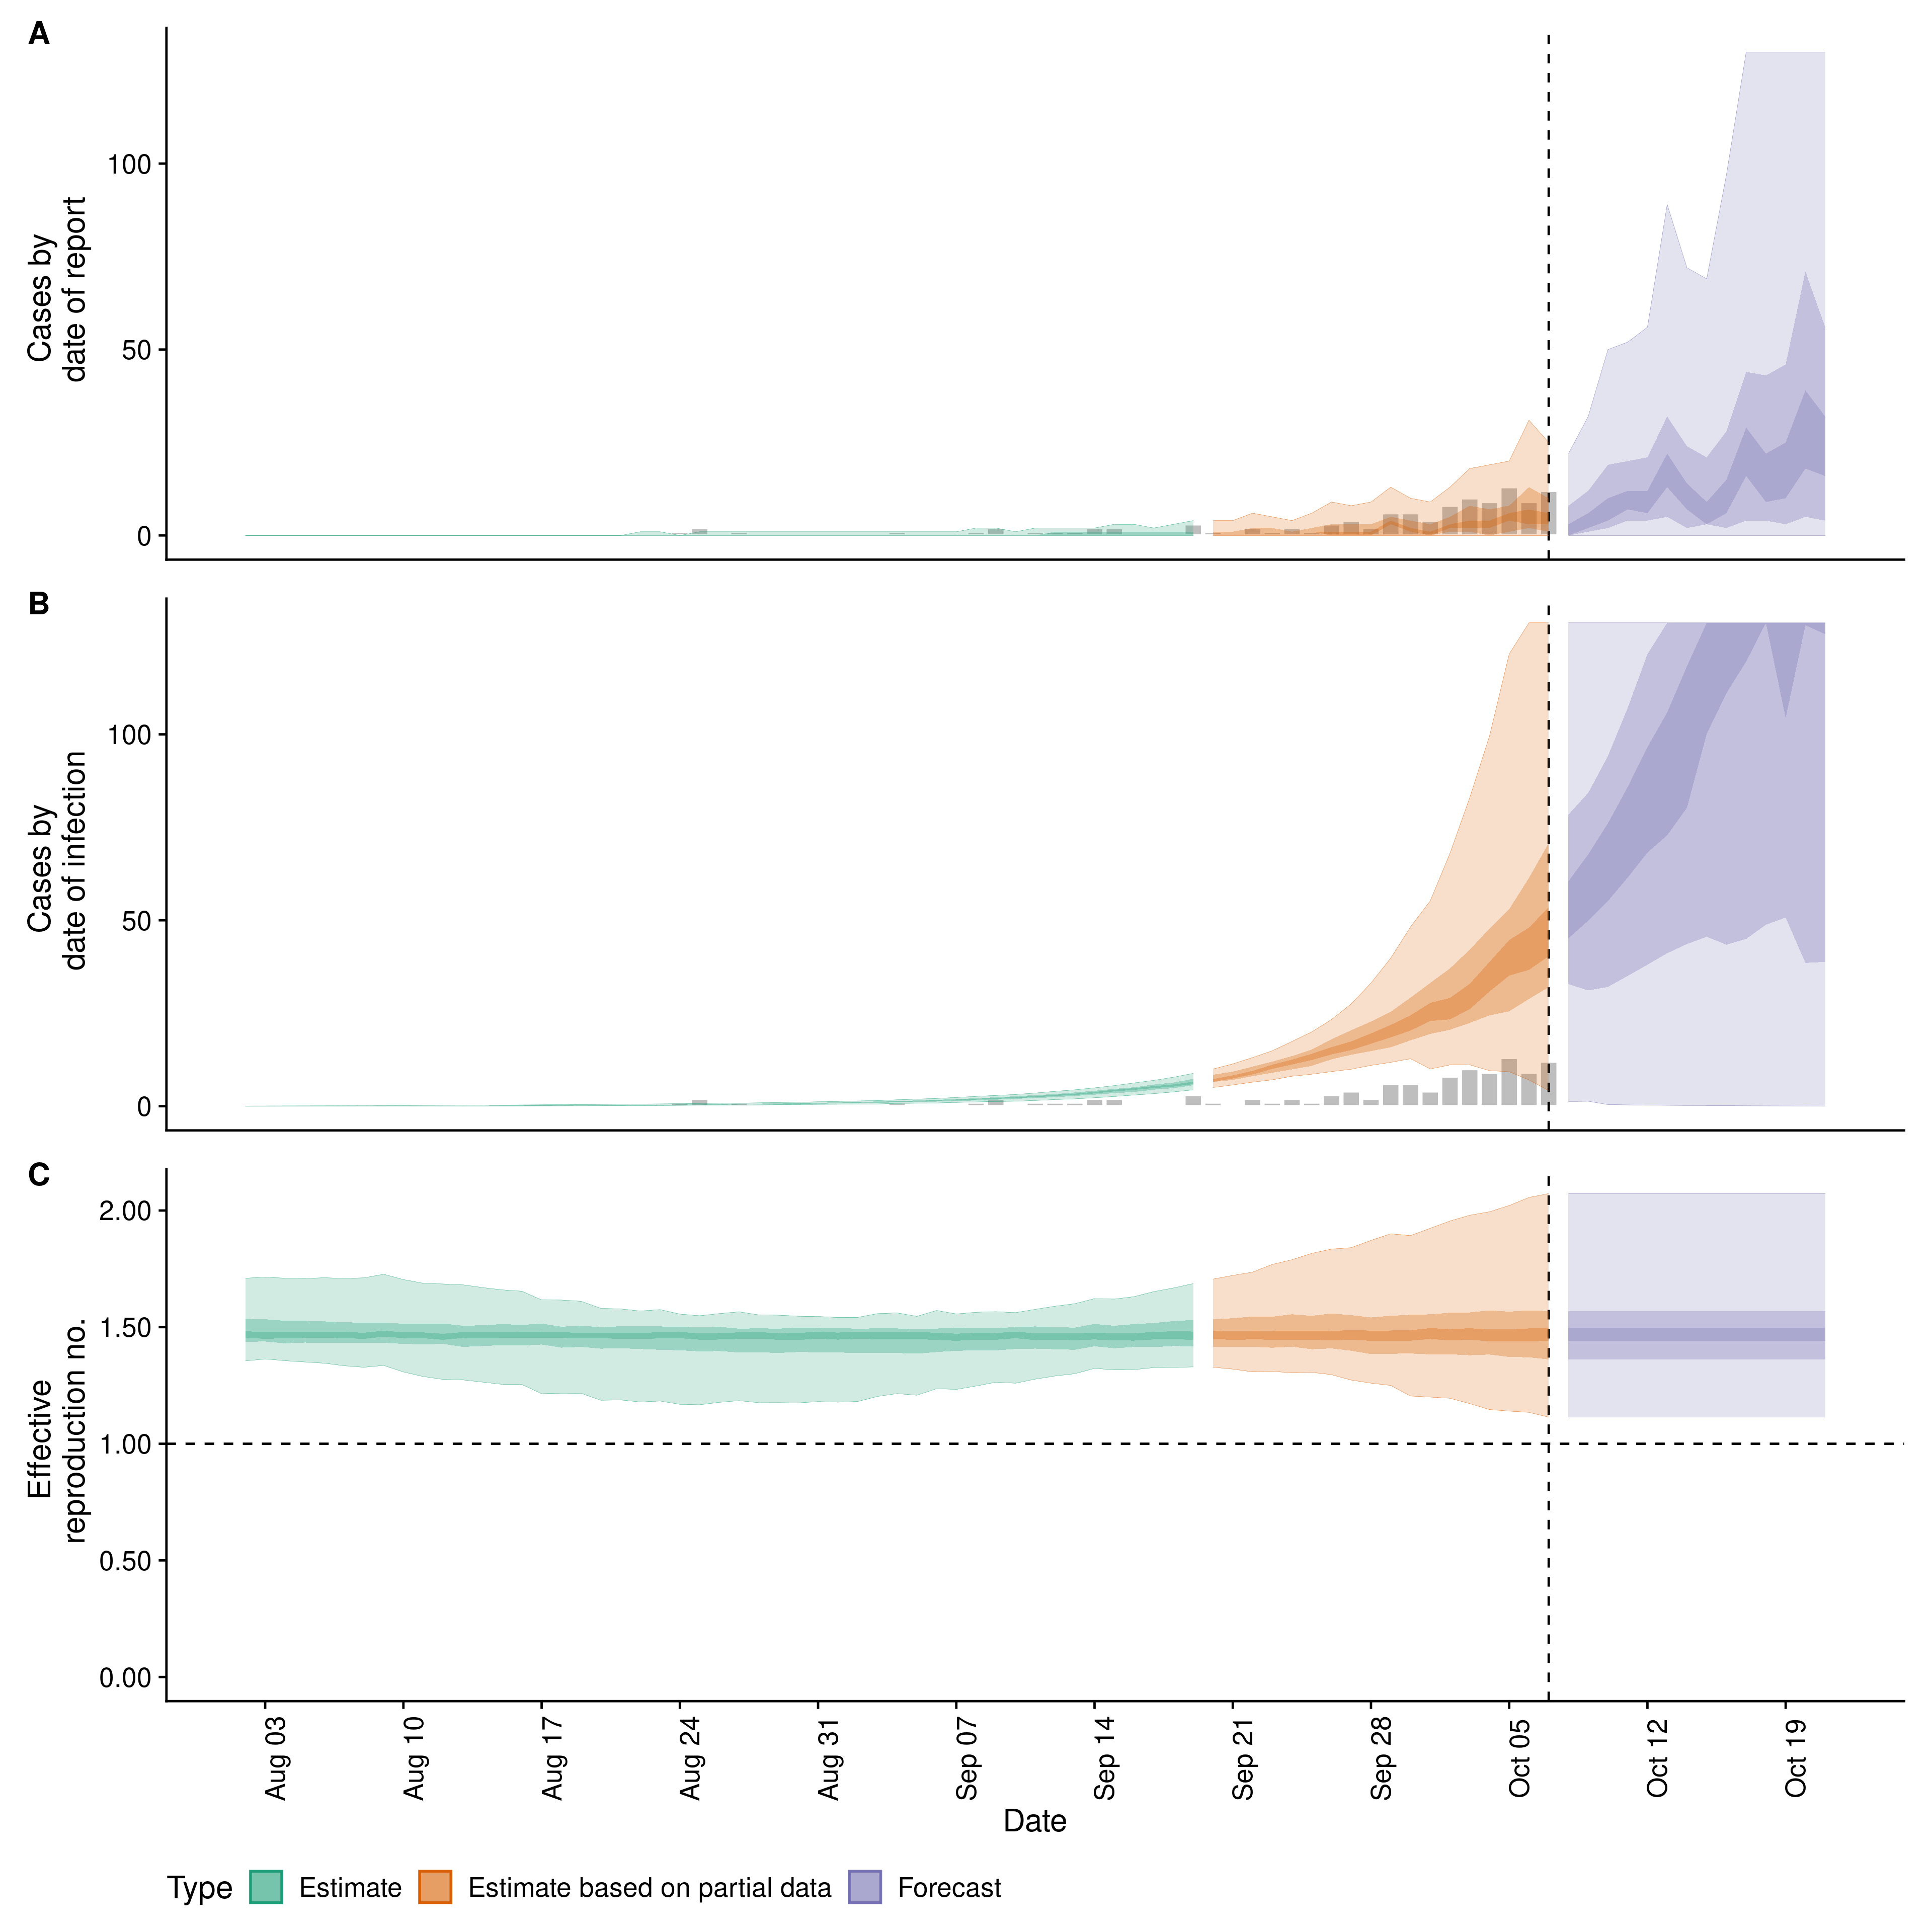 A
Cases by
date of report
100
50
0
B
Cases by
date of infection
100
50
0
C
Effective
reproduction no.
2.00
1.50
1.00
0.50
0.00
Aug 03
Aug 10
Aug 17
Aug 24
Aug 31
Sep 07
Sep 14
Sep 21
Sep 28
Oct 05
Oct 12
Oct 19
Date
Type Estimate Estimate based on partial data Forecast